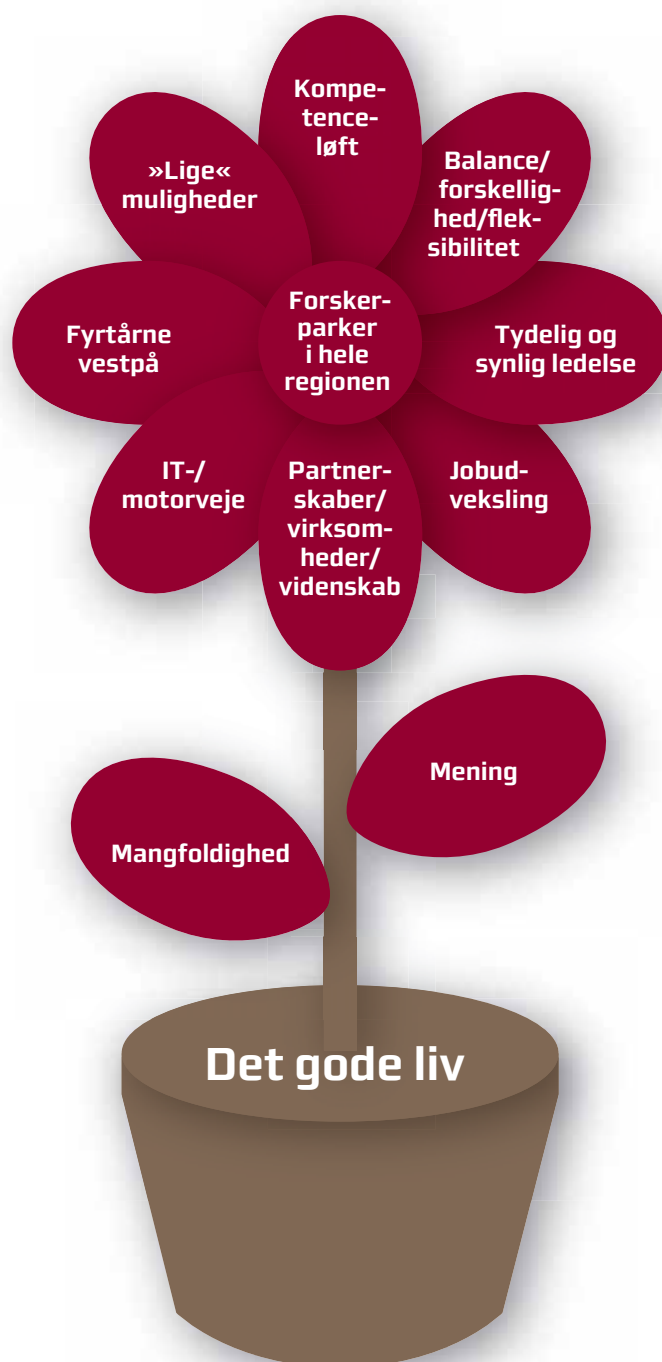 Kompe-
tence-
løft
»Lige«
muligheder
Balance/
forskellig-
hed/flek-
sibilitet
Fyrtårne
vestpå
Forsker-
parker
i hele
regionen
Tydelig og
synlig ledelse
IT-/
motorveje
Partner-
skaber/
virksom-
heder/
videnskab
Jobud-
veksling
Mening
Mangfoldighed
Det gode liv